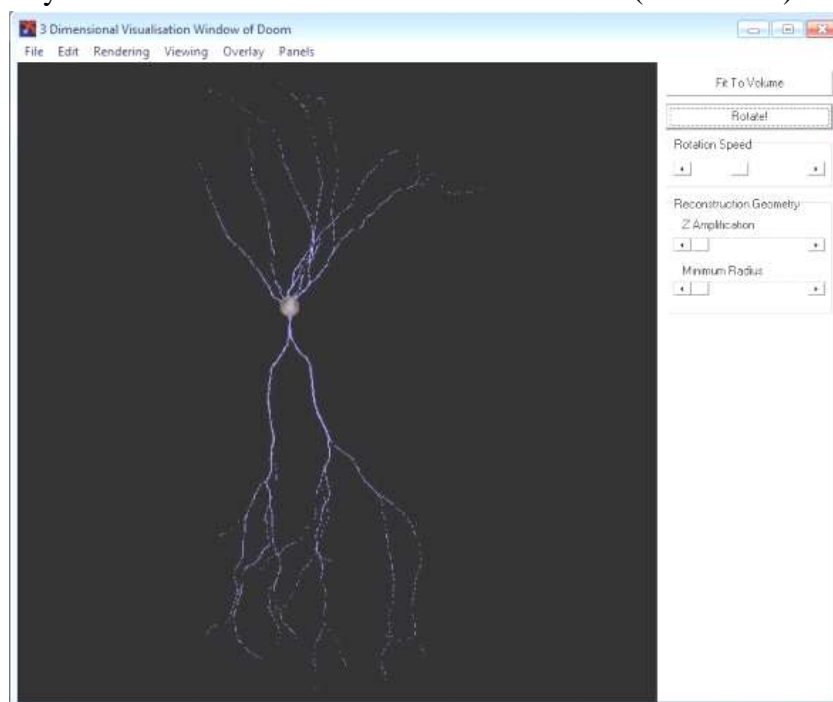 3 Dimensional Visualisation Window of Doom
File Edit Rendering Viewing Overlay Panels
Fit To Volume
Rotate!
Rotation Speed
Reconstruction Geometry
Z Amplification
Minimum Radius